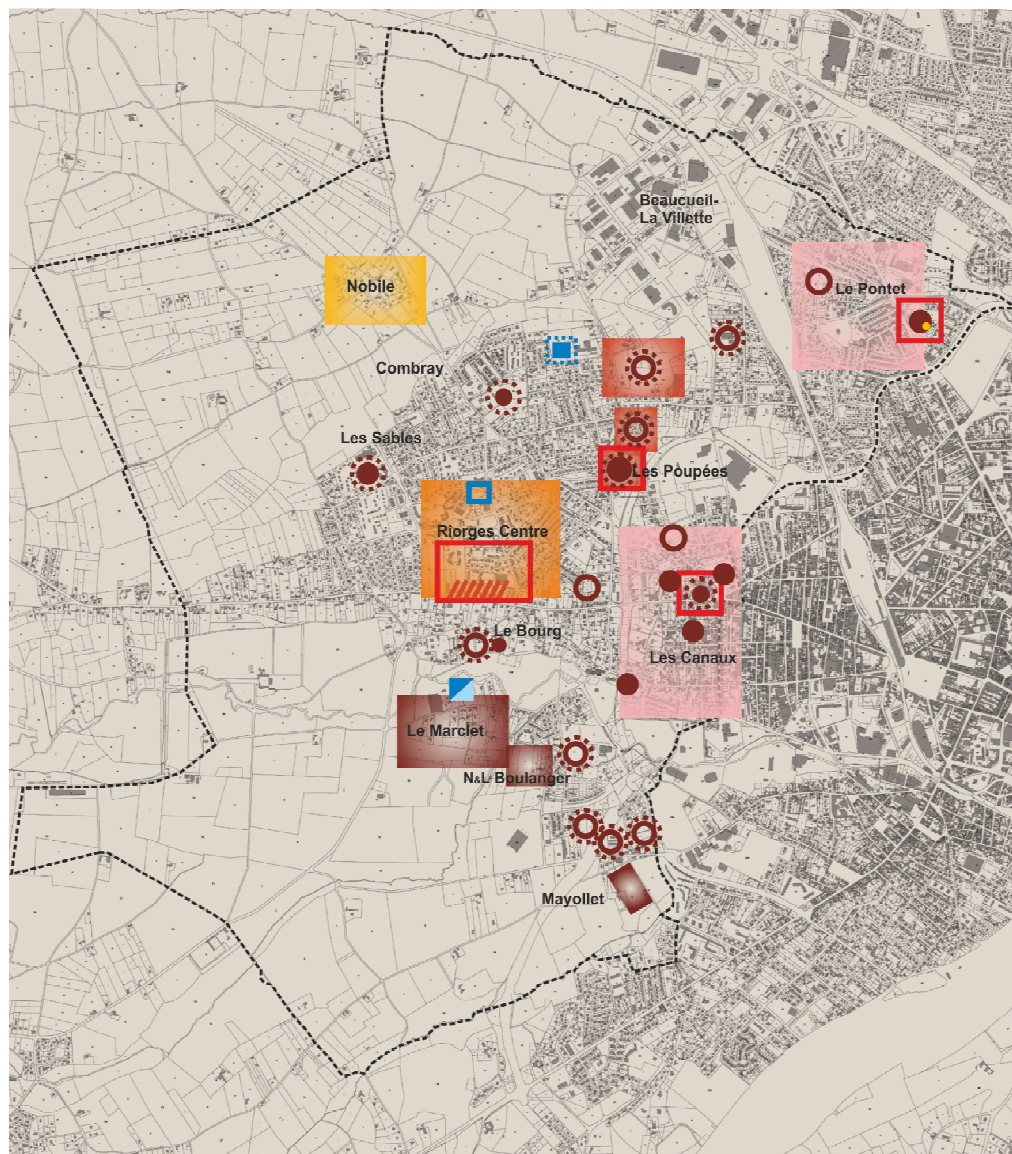 Beaucueil-
La Villette
Nobile
Le Pontet
Combray
Les Sables
Les Poupées
Riorges Centre
Le Bourg
Les Canaux
Le Marclet
N&L Boulanger
Mayollet